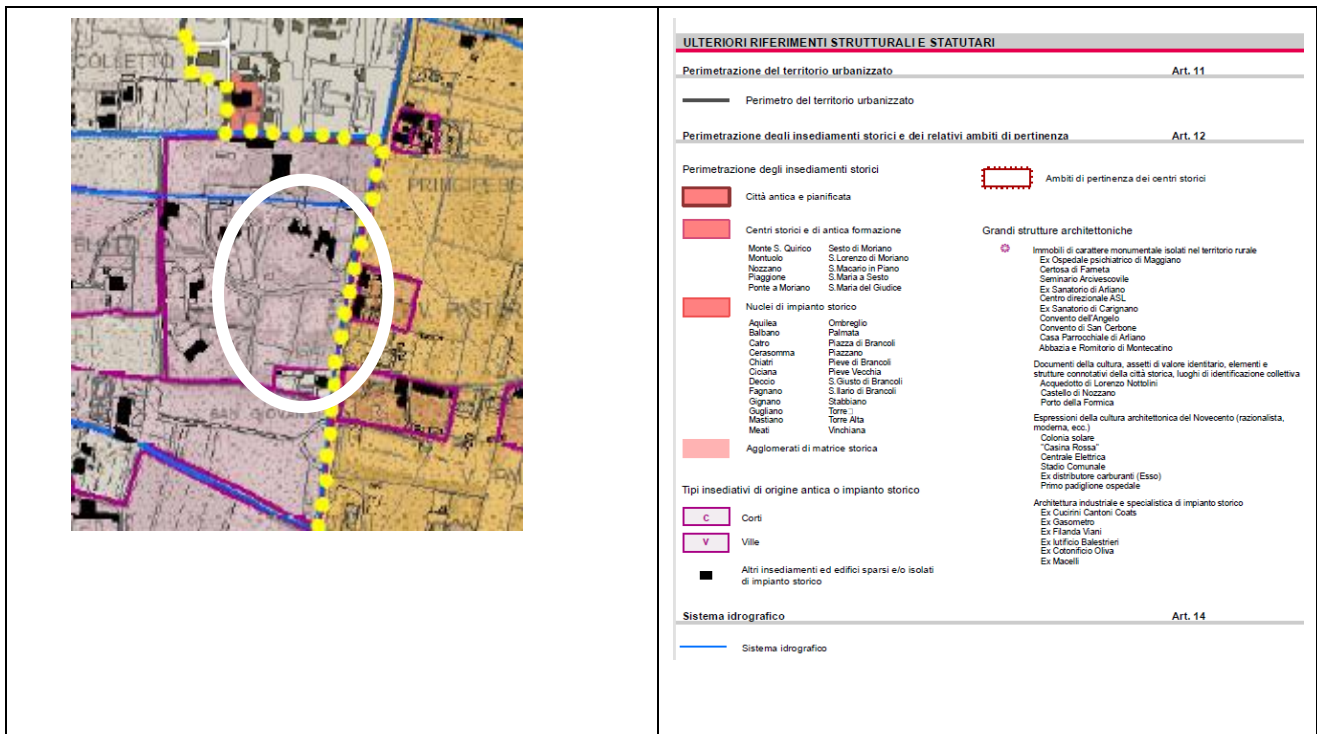 COLLETTO
PRINCIPE
SAN GIOVANN
ULTERIORI RIFERIMENTI STRUTTURALI E STATUTARI
Perimetrazione del territorio urbanizzato Art. 11
Perimetro del territorio urbanizzato
Perimetrazione degli insediamenti storici e dei relativi ambiti di pertinenza Art. 12
Perimetrazione degli insediamenti storici
Città antica e pianificata
Centri storici e di antica formazione
Monte S. Quirico Sesto di Moriano
Montuolo S.Lorenzo di Moriano
Nozzano S.Macario in Piano
Piaggione S.Maria a Sesto
Ponte a Moriano S.Maria del Giudice
Nuclei di impianto storico
Aquilea Ombreglio
Balbano Palmata
Catro Piazza di Brancoli
Cerasomma Piazzano
Chiatri Pieve di Brancoli
Ciciana Pieve Vecchia
Deccio S.Giusto di Brancoli
Fagnano S.Ilario di Brancoli
Gignano Stabbiano
Gugliano Torre
Mastiano Torre Alta
Meati Vinchiana
Agglomerati di matrice storica
Tipi insediativi di origine antica o impianto storico
C Corti
V Ville
Altri insediamenti ed edifici sparsi e/o isolati
di impianto storico
Ambiti di pertinenza dei centri storici
Grandi strutture architettoniche
Immobili di carattere monumentale isolati nel territorio rurale
Ex Ospedale psichiatrico di Maggiano
Certosa di Farneta
Seminario Arcivescovile
Ex Sanatorio di Arliano
Centro direzionale ASL
Ex Sanatorio di Carignano
Convento dell'Angelo
Convento di San Cerbone
Casa Parrocchiale di Arliano
Abbazia e Romitorio di Montecatino
Documenti della cultura, assetti di valore identitario, elementi e
strutture connotativi della città storica, luoghi di identificazione collettiva
Acquedotto di Lorenzo Nottolini
Castello di Nozzano
Porto della Formica
Espressioni della cultura architettonica del Novecento (razionalista,
moderna, ecc.)
Colonia solare
"Casina Rossa"
Centrale Elettrica
Stadio Comunale
Ex distributore carburanti (Esso)
Primo padiglione ospedale
Architettura industriale e specialistica di impianto storico
Ex Cucirini Cantoni Coats
Ex Gasometro
Ex Filanda Viani
Ex Iutificio Balestrieri
Ex Cotonificio Oliva
Ex Macelli
Sistema idrografico Art. 14
Sistema idrografico